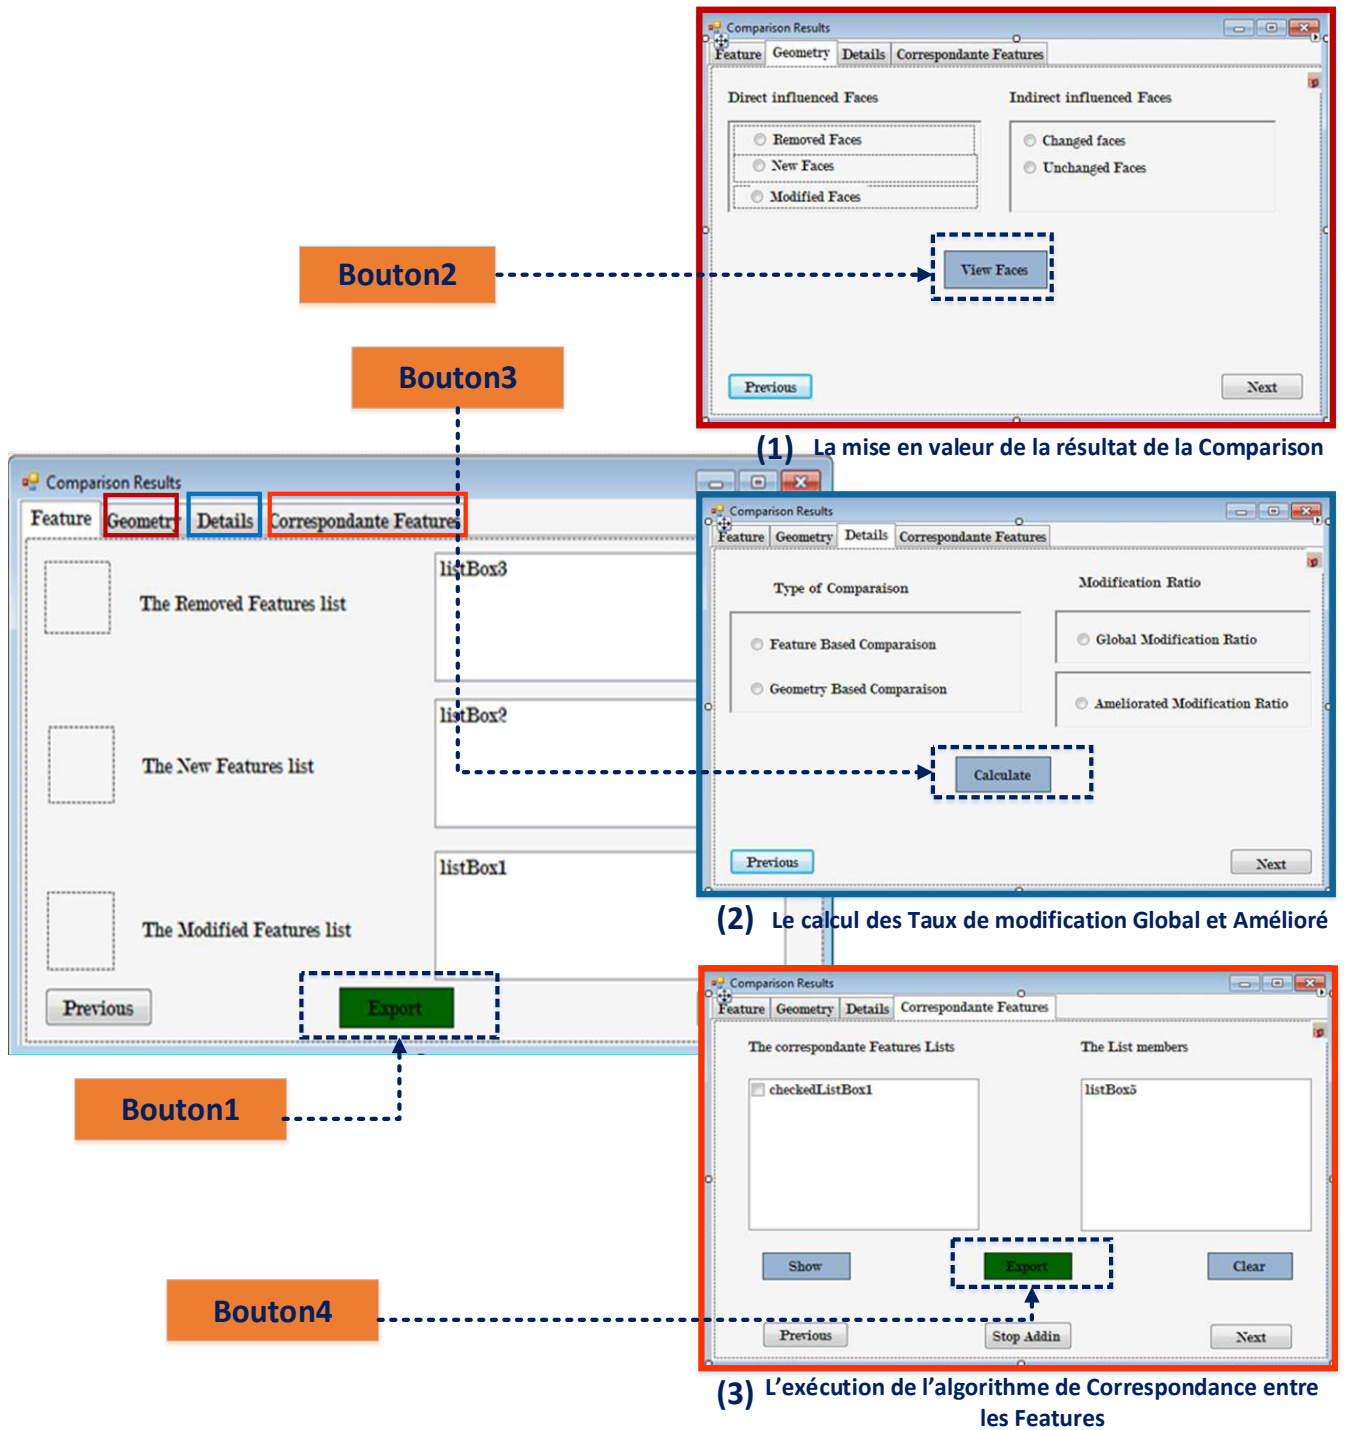 Comparison Results
Feature Geometry Details Correspondante Features
Direct influenced Faces
Indirect influenced Faces
Removed Faces
New Faces
Modified Faces
Changed faces
Unchanged Faces
View Faces
Previous
Next
(1) La mise en valeur de la résultat de la Comparison
Bouton2
Bouton3
Comparison Results
Feature Geometry Details Correspondante Features
The Removed Features list
listBox3
The New Features list
listBox2
The Modified Features list
listBox1
Previous
Export
Bouton1
Comparison Results
Feature Geometry Details Correspondante Features
Type of Comparaison
Modification Ratio
Feature Based Comparaison
Geometry Based Comparaison
Global Modification Ratio
Ameliorated Modification Ratio
Calculate
Previous
Next
(2) Le calcul des Taux de modification Global et Amélioré
Comparison Results
Feature Geometry Details Correspondante Features
The correspondante Features Lists
The List members
checkedListBox1
listBox5
Show
Export
Clear
Previous
Stop Addin
Next
Bouton4
(3) L’exécution de l’algorithme de Correspondance entre
les Features